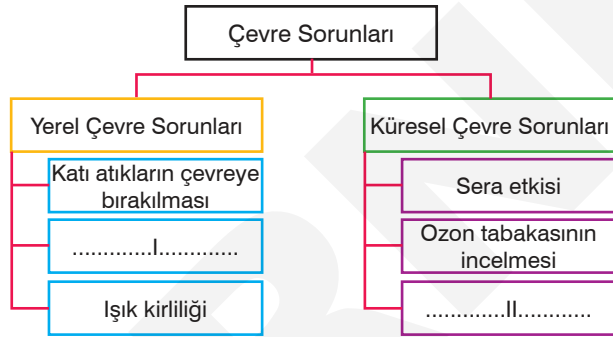 Çevre Sorunları
Yerel Çevre Sorunları
Katı atıkların çevreye
bırakılması
.............I.............
Işık kirliliği
Küresel Çevre Sorunları
Sera etkisi
Ozon tabakasının
incelmesi
.............II............